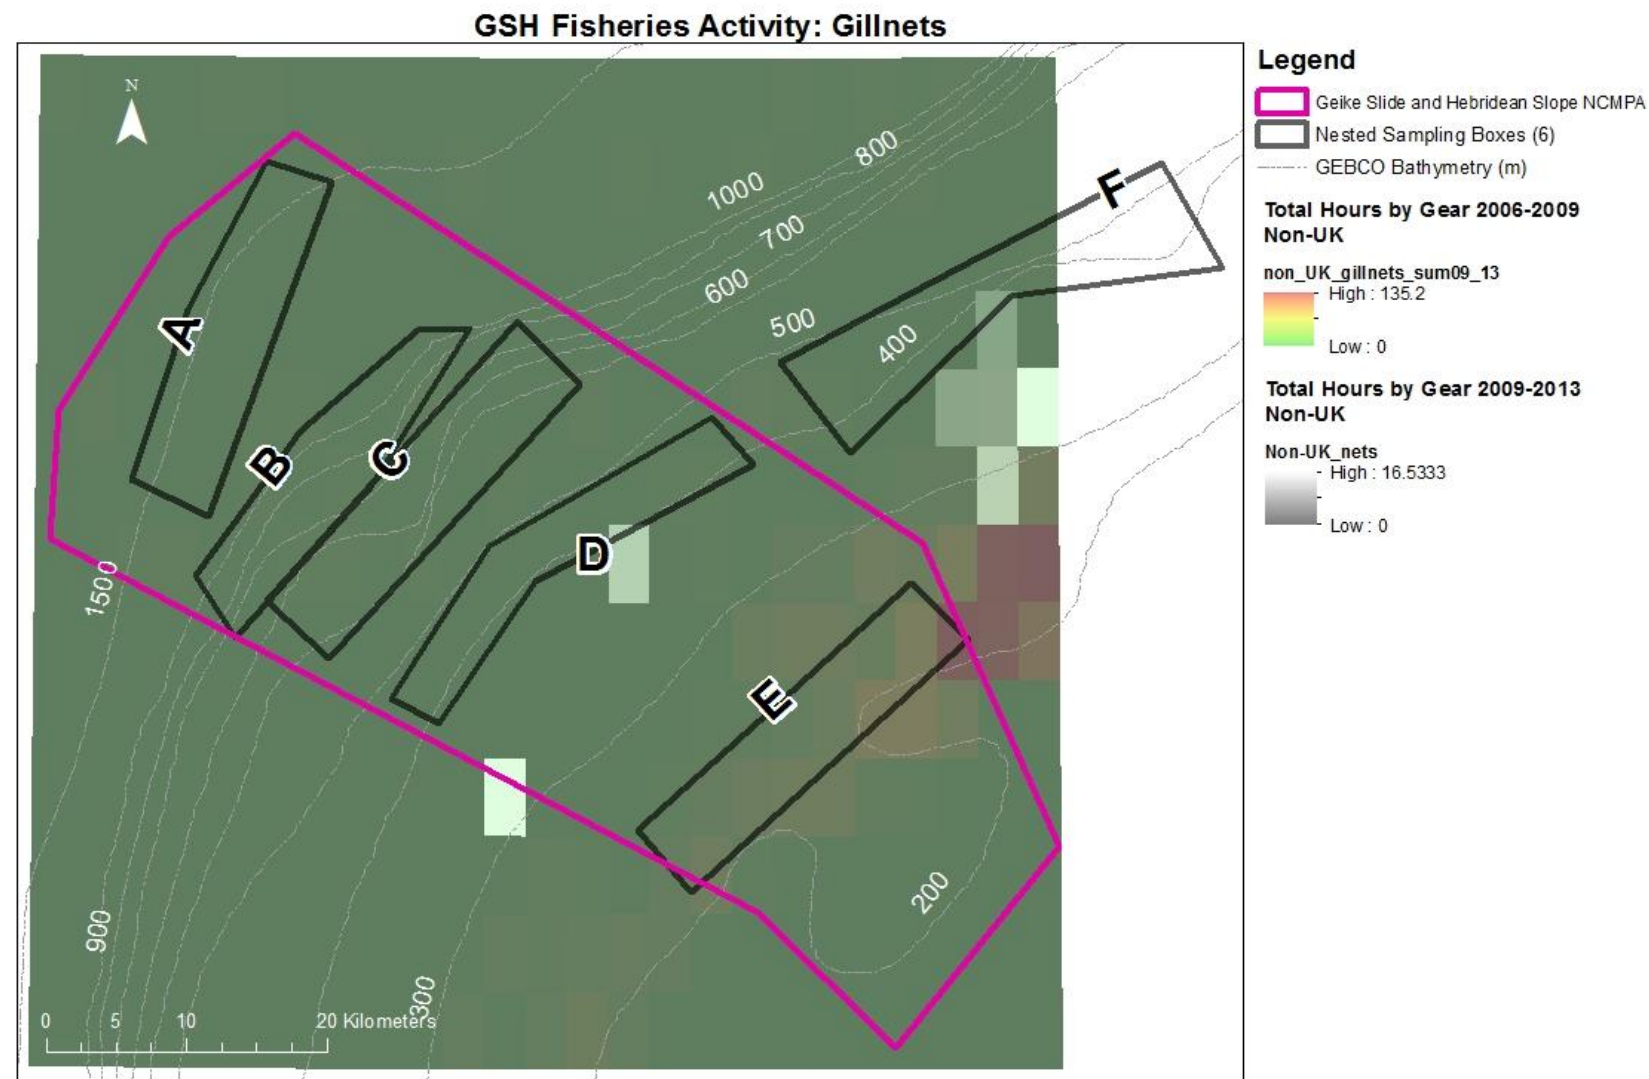 GSH Fisheries Activity: Gillnets
N
A
B
C
D
E
F
1000
800
700
600
500
400
1500
900
300
200
0 5 10 20 Kilometers
Legend
Geike Slide and Hebridean Slope NCMPA
Nested Sampling Boxes (6)
GEBCO Bathymetry (m)
Total Hours by Gear 2006-2009
Non-UK
non_UK_gillnets_sum09_13
High : 135.2
Low : 0
Total Hours by Gear 2009-2013
Non-UK
Non-UK_nets
High : 16.5333
Low : 0